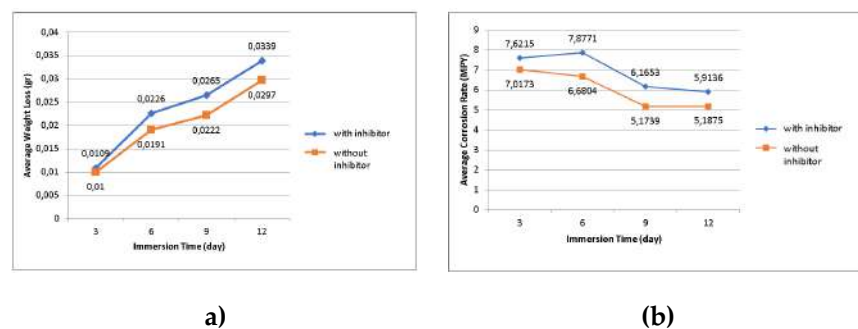 0,04
0,035
0,03
0,025
0,02
0,015
0,01
0,005
0
Average Weight Loss (gr)
0,0109
0,0226
0,0265
0,0339
0,01
0,0191
0,0222
0,0297
3 6 9 12
Immersion Time (day)
with inhibitor
without
inhibitor
a)
9
8
7
6
5
4
3
2
1
0
Average Corrosion Rate (MPY)
7,6215
7,8771
6,1653
5,9136
7,0173
6,6804
5,1739
5,1875
3 6 9 12
Immersion Time (day)
with inhibitor
without
inhibitor
(b)